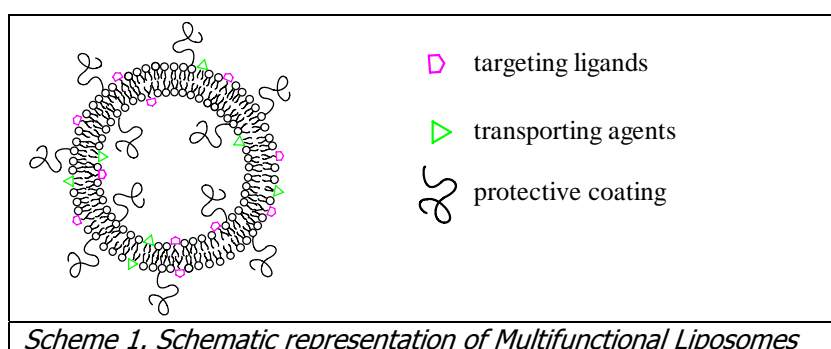 targeting ligands
transporting agents
protective coating
Scheme 1. Schematic representation of Multifunctional Liposomes